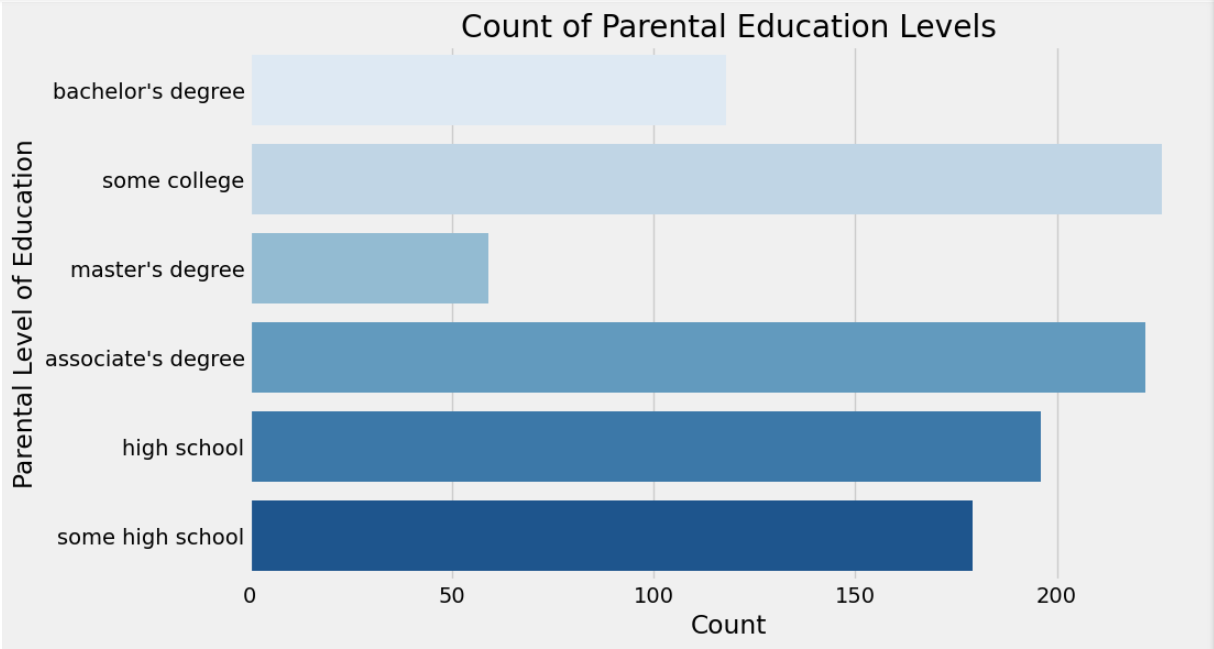 Count of Parental Education Levels
Parental Level of Education
bachelor's degree
some college
master's degree
associate's degree
high school
some high school
0 50 100 150 200
Count